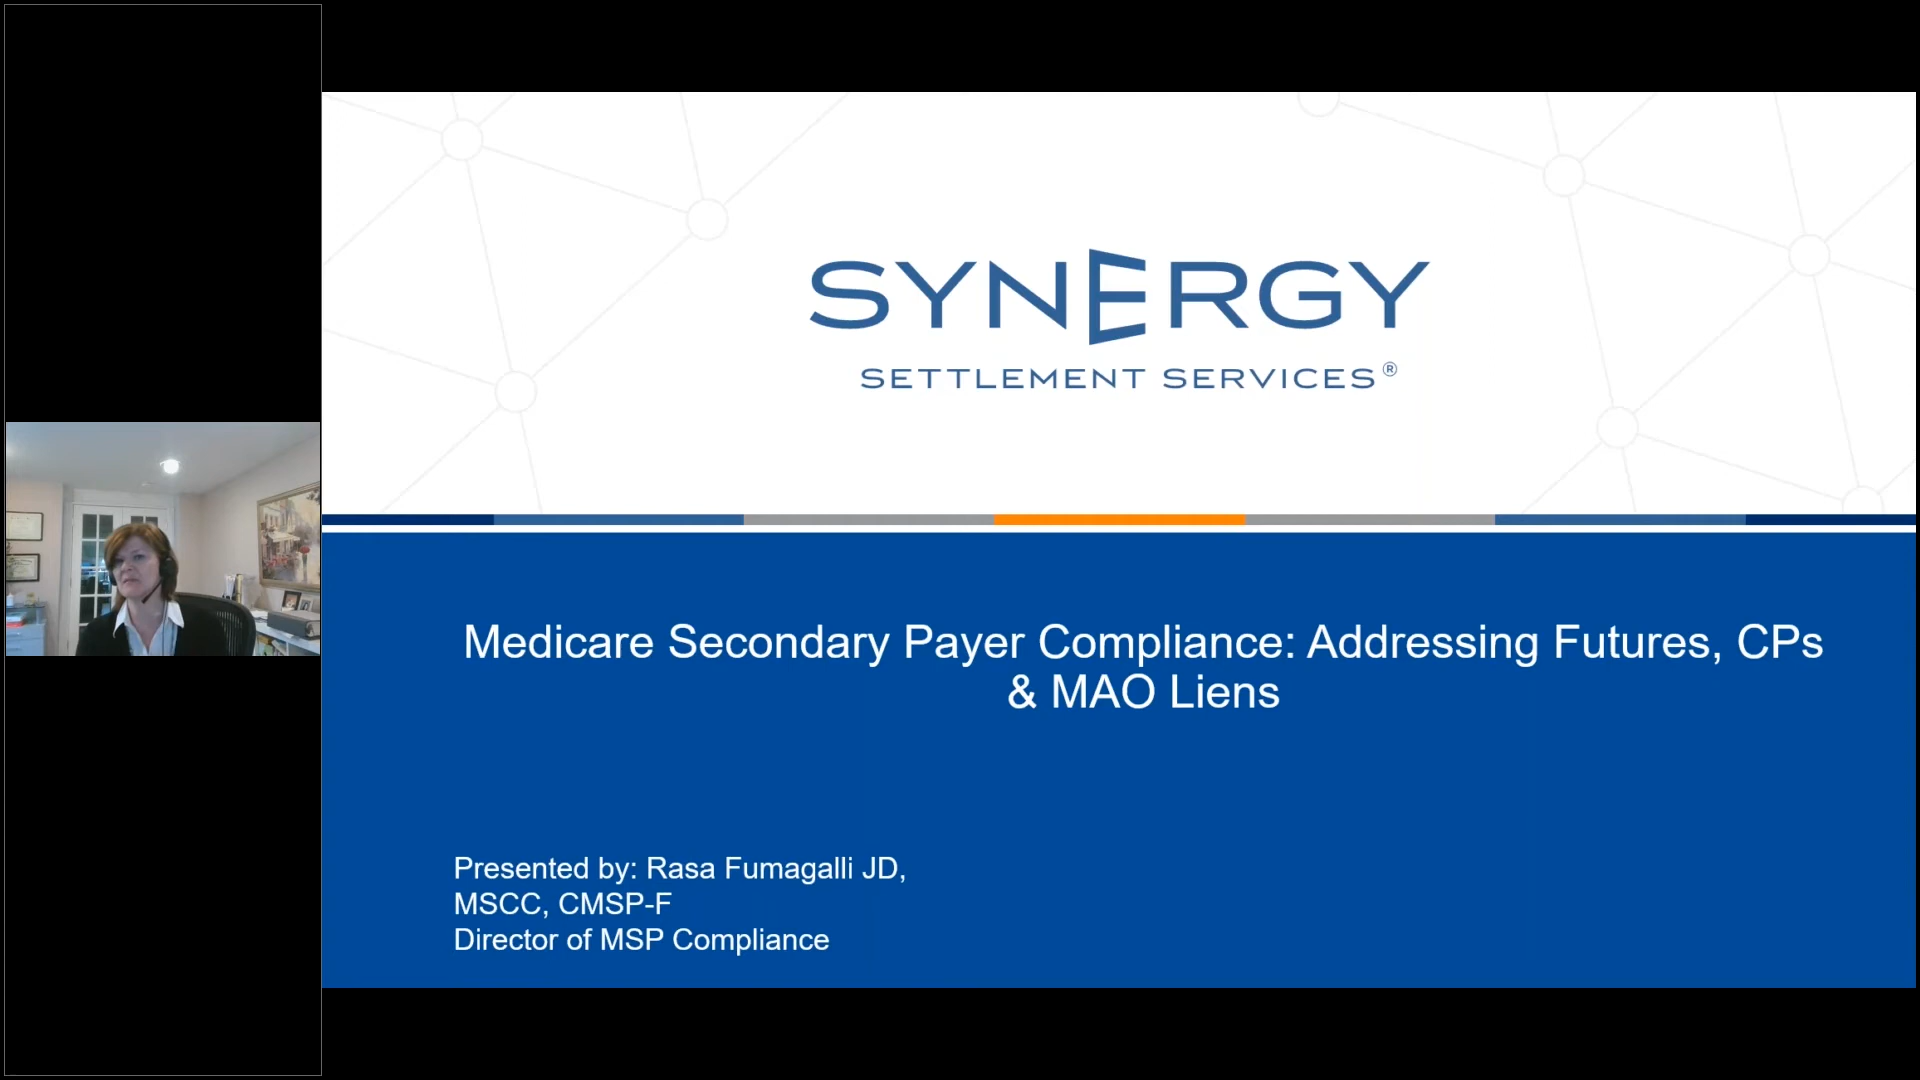 SYNERGY
SETTLEMENT SERVICES®
Medicare Secondary Payer Compliance: Addressing Futures, CPs
& MAO Liens
Presented by: Rasa Fumagalli JD,
MSCC, CMSP-F
Director of MSP Compliance